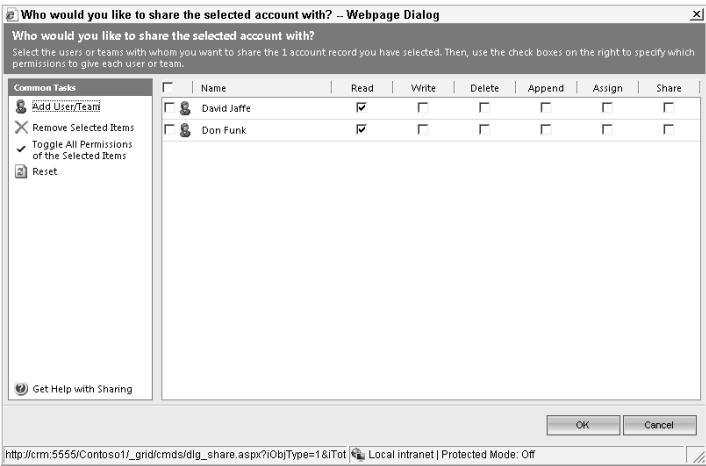 Who would you like to share the selected account with? -- Webpage Dialog
Who would you like to share the selected account with?
Select the users or teams with whom you want to share the 1 account record you have selected. Then, use the check boxes on the right to specify which
permissions to give each user or team.
Common Tasks
Add User/Team
Remove Selected Items
Toggle All Permissions
of the Selected Items
Reset
Get Help with Sharing
Name Read Write Delete Append Assign Share
David Jaffe
Don Funk
OK Cancel
http://crm:5555/Contoso1/_grid/cmds/dlg_share.aspx?iObjType=1&iTot Local intranet | Protected Mode: Off